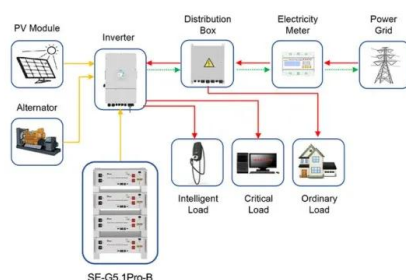 PV Module
Inverter
Distribution
Box
Electricity
Meter
Power
Grid
Alternator
Intelligent
Load
Critical
Load
Ordinary
Load
SE-G5.1Pro-B